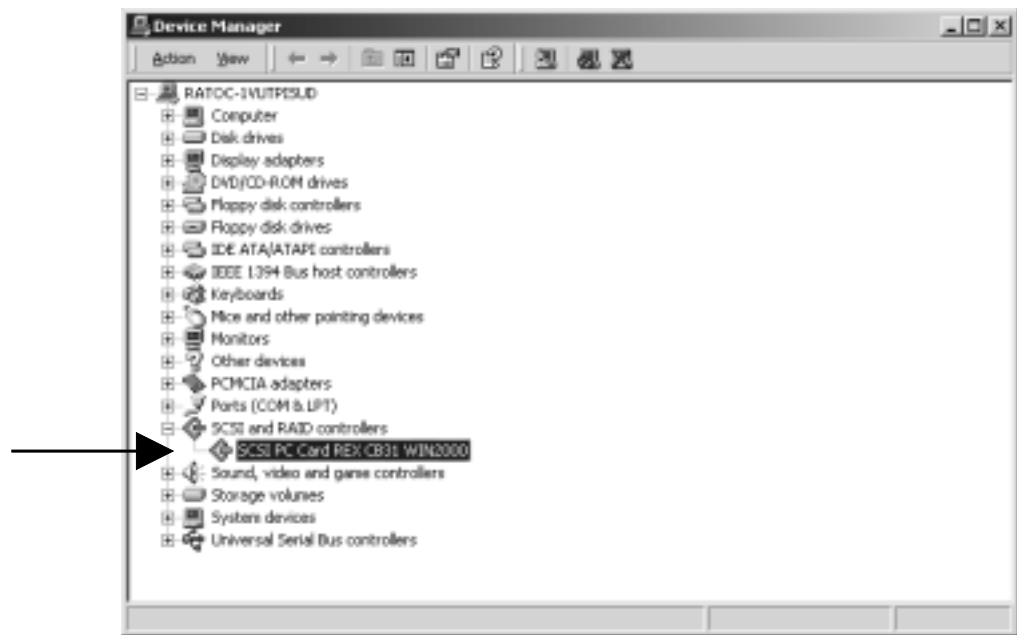 Device Manager
Action View
RATOC-1VUTPISUD
Computer
Disk drives
Display adapters
DVD/CD-ROM drives
Floppy disk controllers
Floppy disk drives
IDE ATA/ATAPI controllers
IEEE 1394 Bus host controllers
Keyboards
Mice and other pointing devices
Monitors
Other devices
PCMCIA adapters
Ports (COM & LPT)
SCSI and RAID controllers
SCSI PC Card REX CB31 WIN2000
Sound, video and game controllers
Storage volumes
System devices
Universal Serial Bus controllers